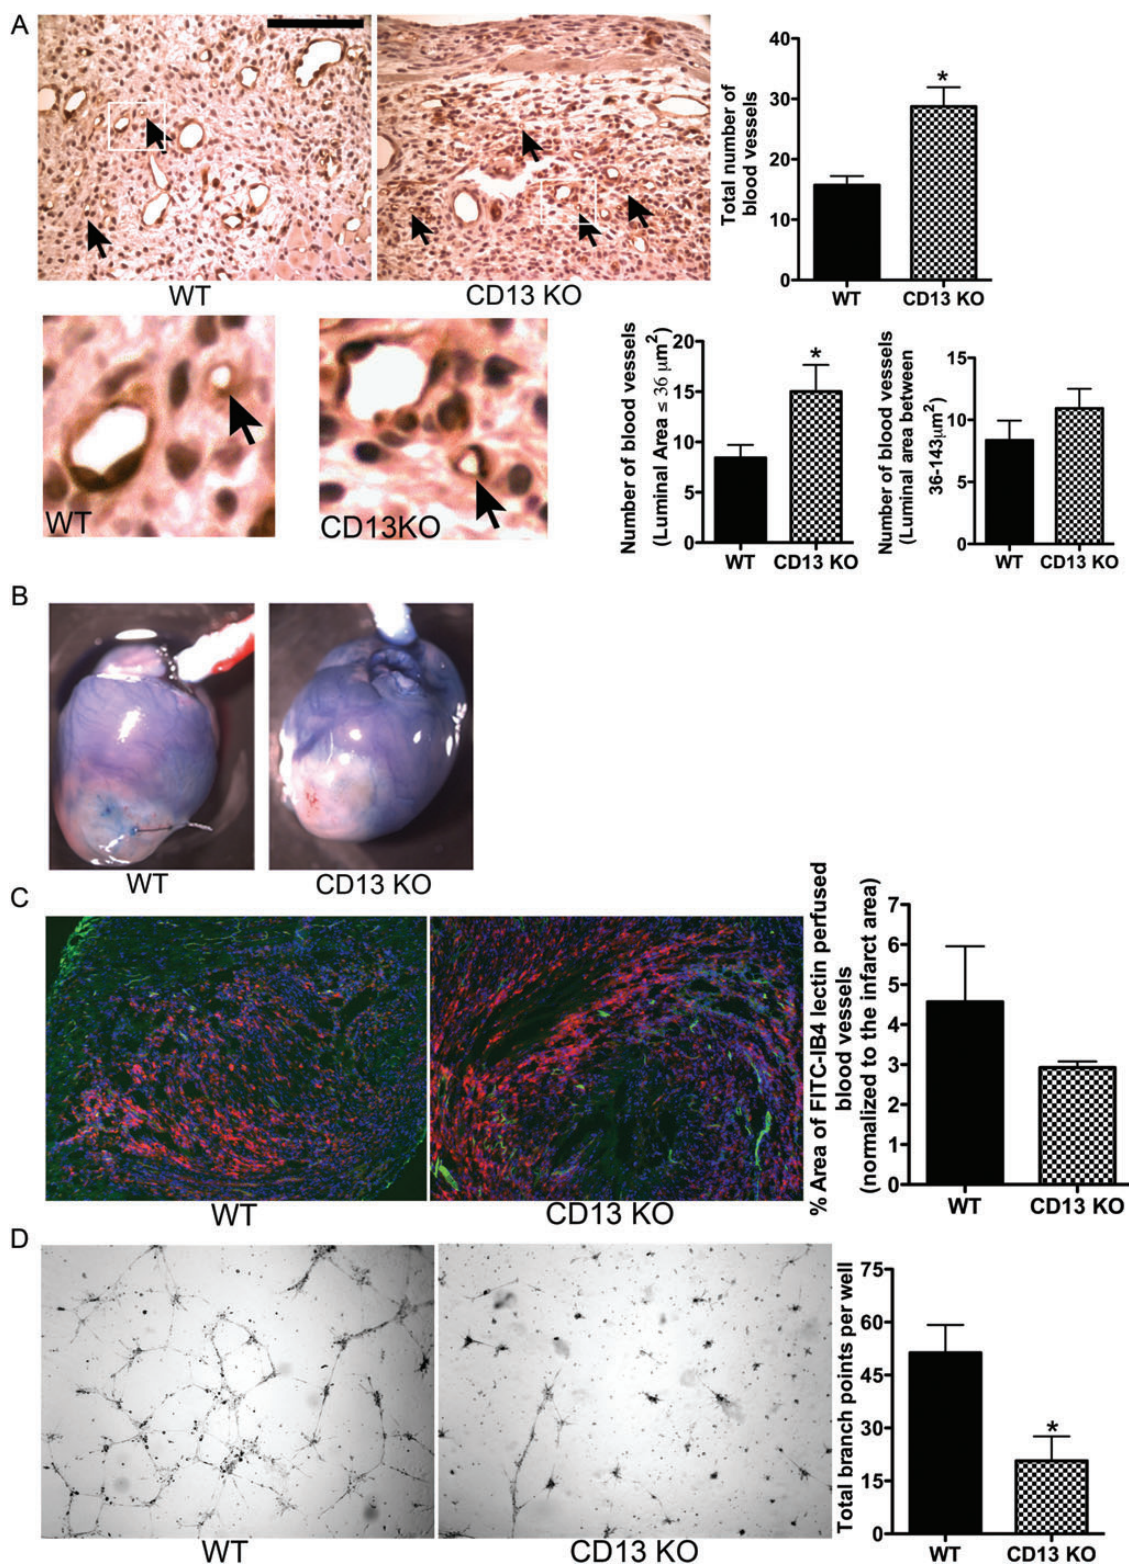 A
WT
CD13 KO
Total number of
blood vessels
40
30
20
10
0
*
WT
CD13 KO
WT
CD13KO
Number of blood vessels
(Luminal Area ≤ 36 μm²)
20
15
10
5
0
*
WT
CD13 KO
Number of blood vessels
(Luminal area between
36-143μm²)
15
10
5
0
WT
CD13 KO
B
WT
CD13 KO
C
WT
CD13 KO
% Area of FITC-IB4 lectin perfused
blood vessels
(normalized to the infarct area)
7
6
5
4
3
2
1
0
WT
CD13 KO
D
WT
CD13 KO
Total branch points per well
75
60
45
30
15
0
*
WT
CD13 KO